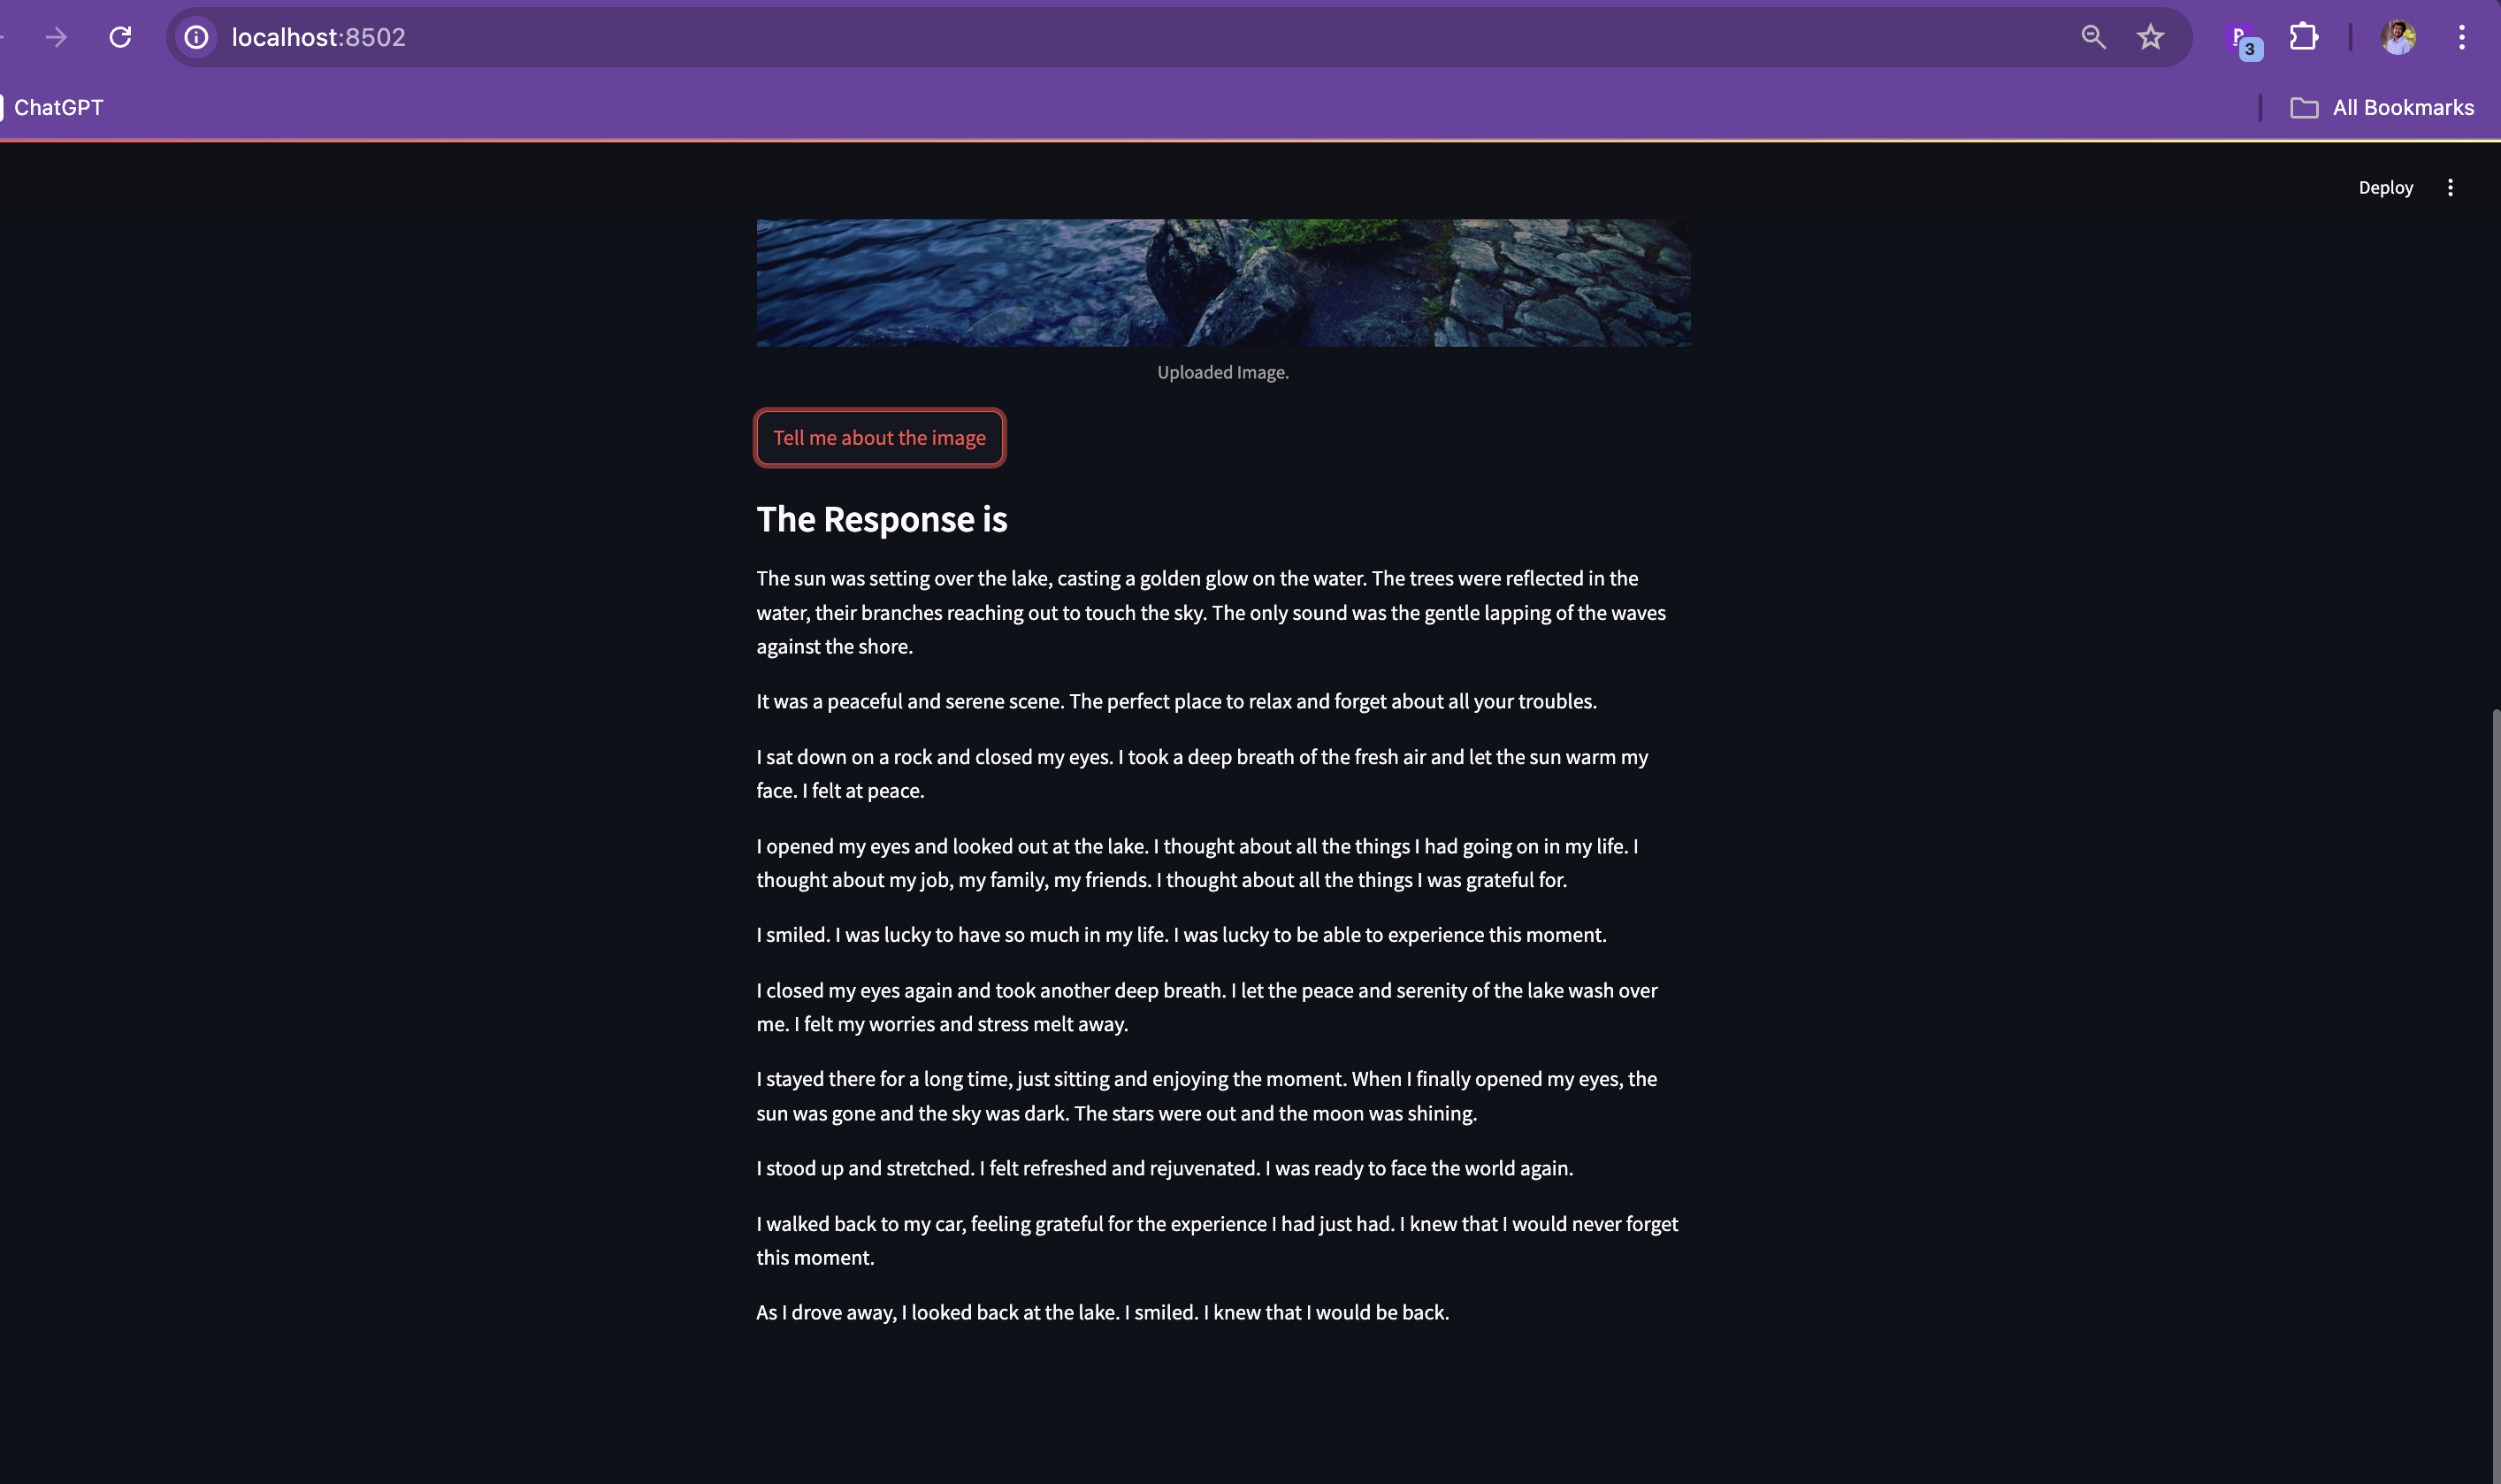 localhost:8502
3
ChatGPT
All Bookmarks
Deploy
Uploaded Image.
Tell me about the image
The Response is
The sun was setting over the lake, casting a golden glow on the water. The trees were reflected in the
water, their branches reaching out to touch the sky. The only sound was the gentle lapping of the waves
against the shore.
It was a peaceful and serene scene. The perfect place to relax and forget about all your troubles.
I sat down on a rock and closed my eyes. I took a deep breath of the fresh air and let the sun warm my
face. I felt at peace.
I opened my eyes and looked out at the lake. I thought about all the things I had going on in my life. I
thought about my job, my family, my friends. I thought about all the things I was grateful for.
I smiled. I was lucky to have so much in my life. I was lucky to be able to experience this moment.
I closed my eyes again and took another deep breath. I let the peace and serenity of the lake wash over
me. I felt my worries and stress melt away.
I stayed there for a long time, just sitting and enjoying the moment. When I finally opened my eyes, the
sun was gone and the sky was dark. The stars were out and the moon was shining.
I stood up and stretched. I felt refreshed and rejuvenated. I was ready to face the world again.
I walked back to my car, feeling grateful for the experience I had just had. I knew that I would never forget
this moment.
As I drove away, I looked back at the lake. I smiled. I knew that I would be back.